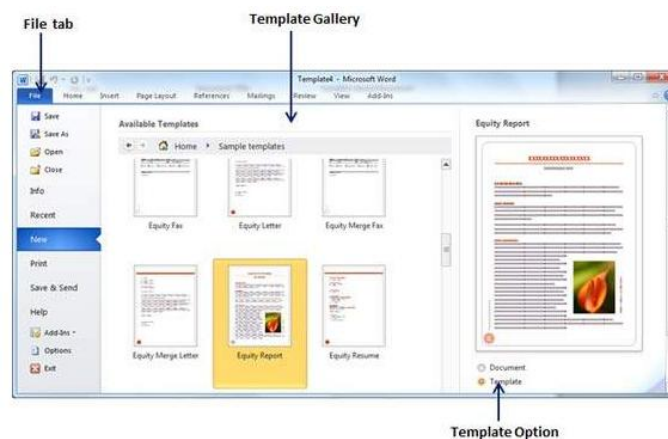 File tab
Template Gallery
Template4 - Microsoft Word
File Home Insert Page Layout References Mailings Review View Add-Ins
Save
Save As
Open
Close
Info
Recent
New
Print
Save & Send
Help
Add-Ins
Options
Exit
Available Templates
Home Sample templates
Equity Fax Equity Letter Equity Merge Fax
Equity Merge Letter Equity Report Equity Resume
Equity Report
Document
Template
Template Option